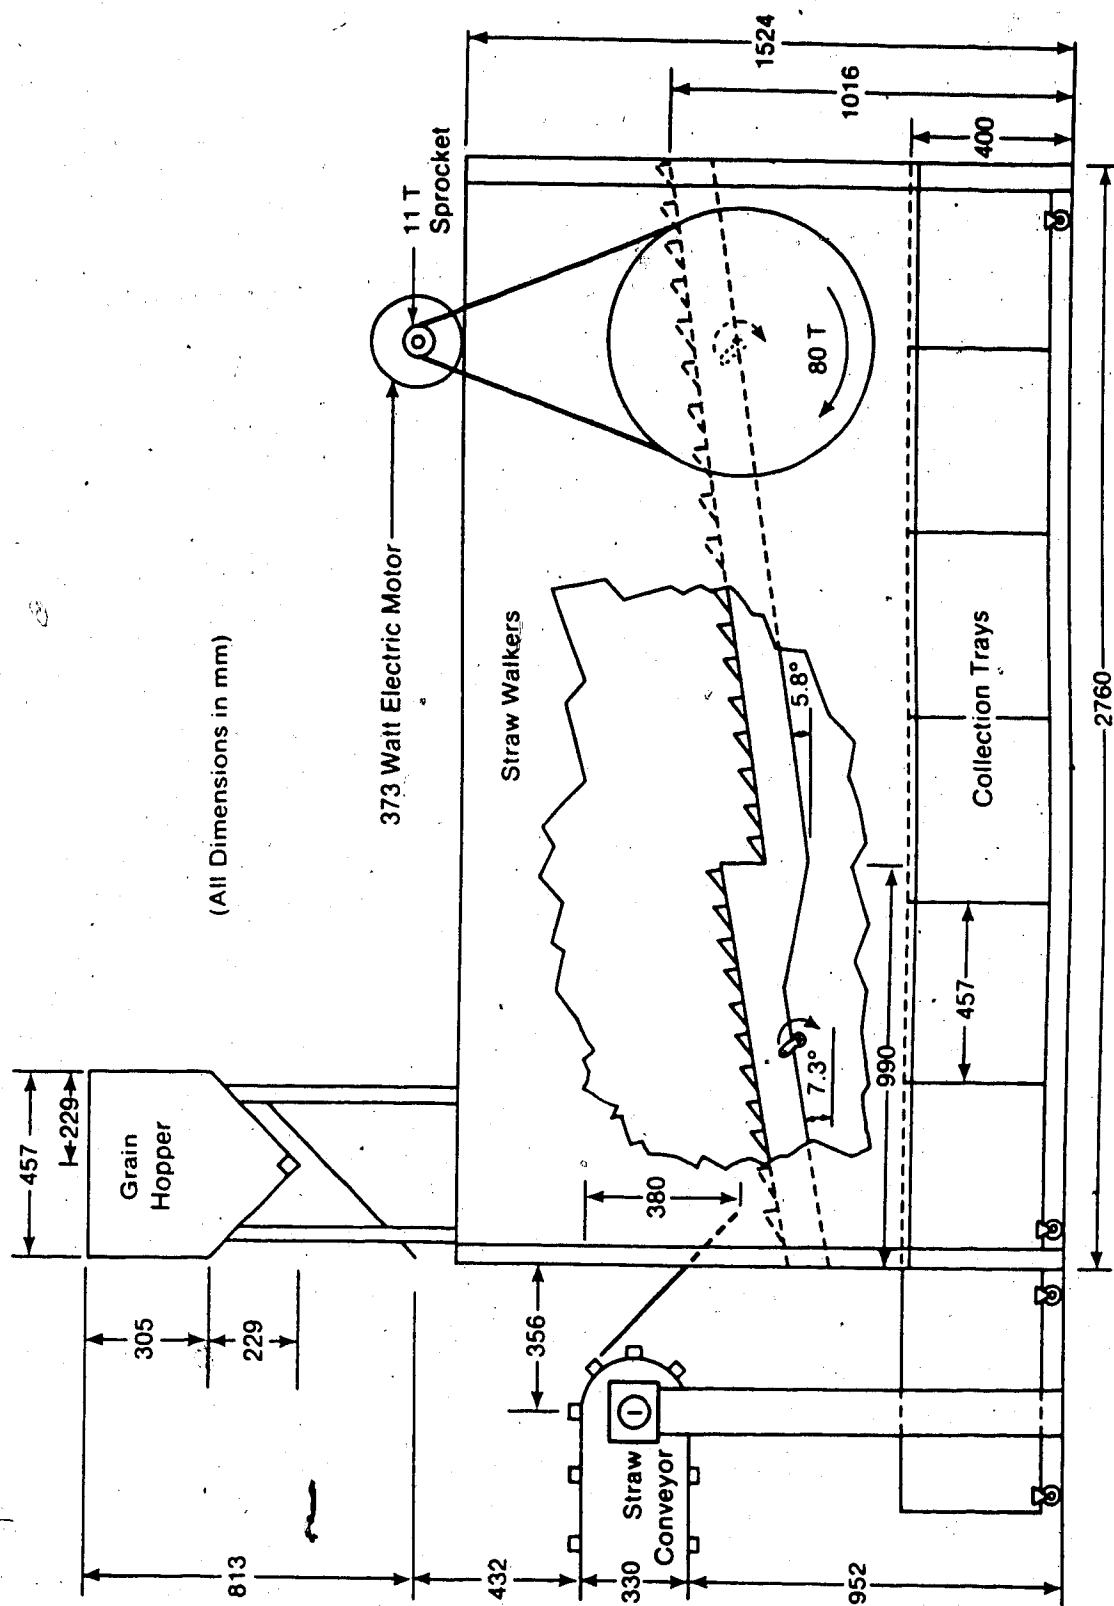 813
432
330
952
305
229
457
229
Grain
Hopper
(All Dimensions in mm)
373 Watt Electric Motor
11 T
Sprocket
1524
1016
400
356
380
Straw Walkers
80 T
5.8°
7.3°
990
457
Collection Trays
Straw
Conveyor
2760